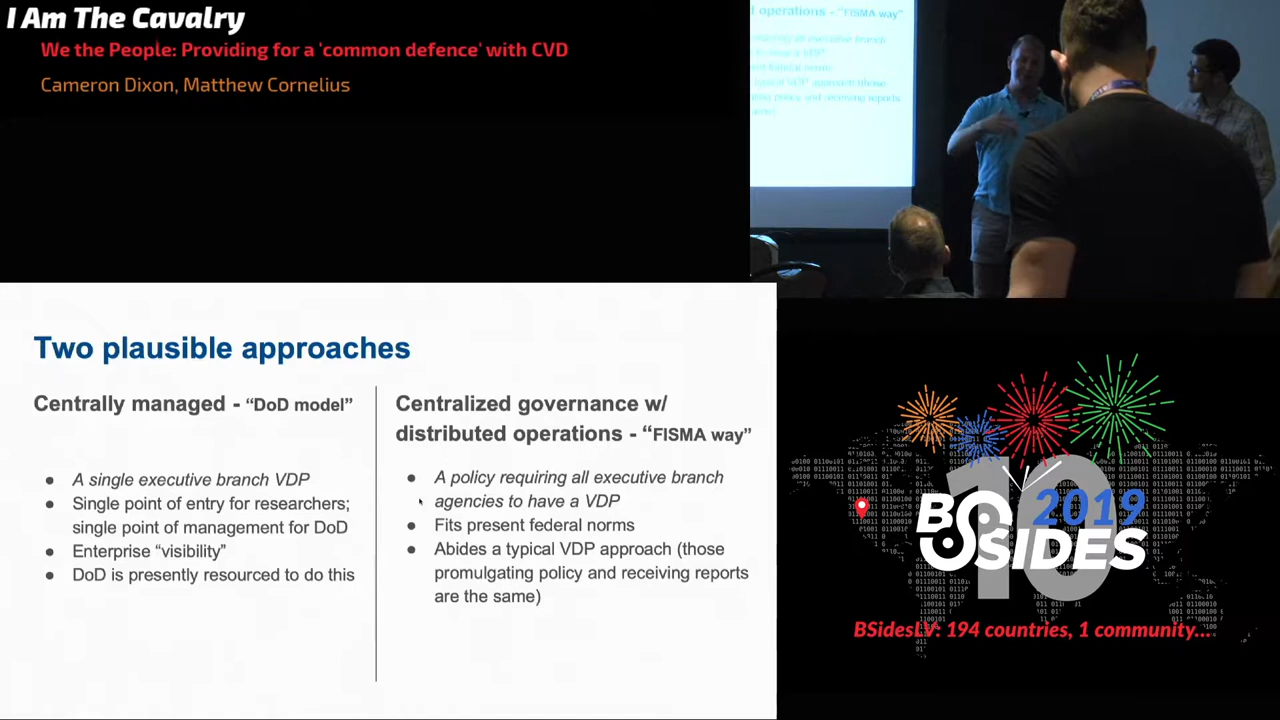 I Am The Cavalry
We the People: Providing for a 'common defence' with CVD
Cameron Dixon, Matthew Cornelius
operations - "FISMA way"
Two plausible approaches
Centrally managed - “DoD model”
● A single executive branch VDP
● Single point of entry for researchers;
single point of management for DoD
● Enterprise “visibility”
● DoD is presently resourced to do this
Centralized governance w/
distributed operations - “FISMA way”
● A policy requiring all executive branch
agencies to have a VDP
● Fits present federal norms
● Abides a typical VDP approach (those
promulgating policy and receiving reports
are the same)
10
2019
BSIDES
BSidesLV: 194 countries, 1 community...